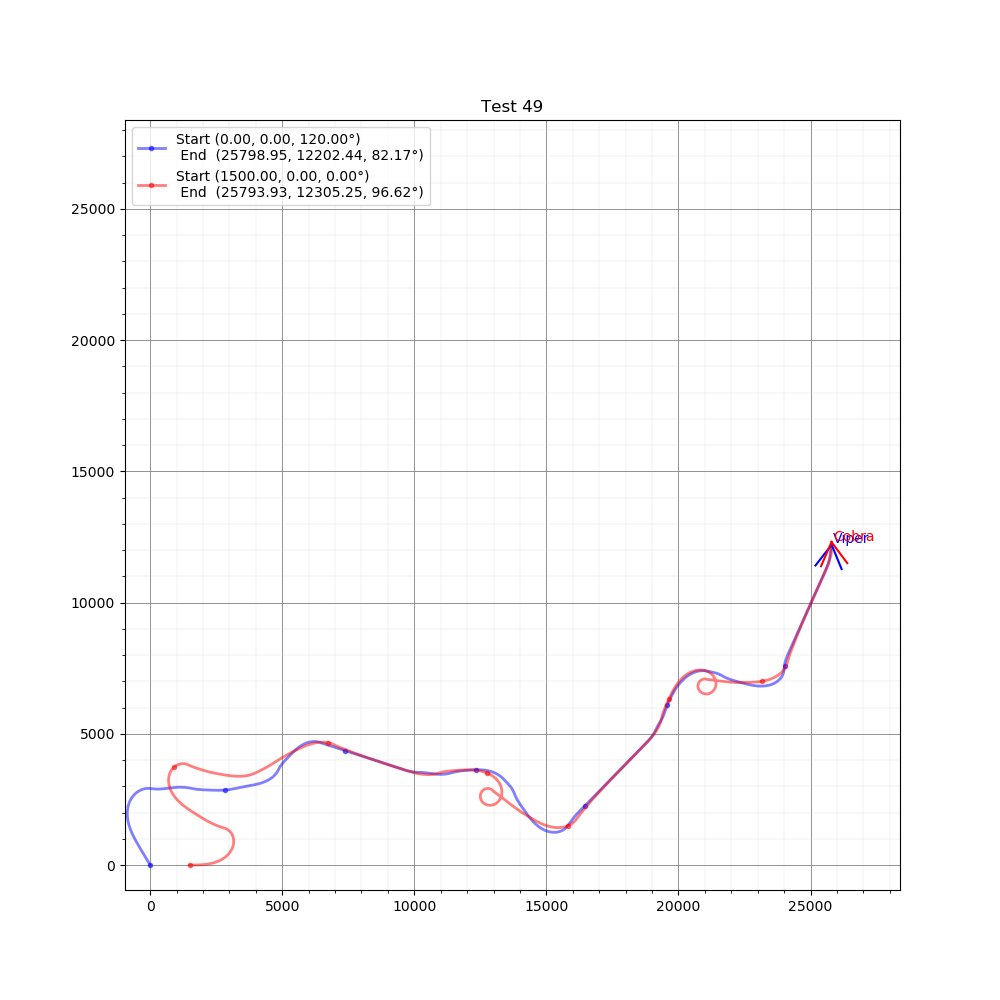 Test 49
Start (0.00, 0.00, 120.00°)
End (25798.95, 12202.44, 82.17°)
Start (1500.00, 0.00, 0.00°)
End (25793.93, 12305.25, 96.62°)
25000
20000
15000
10000
5000
0
Cobra
Viper
0 5000 10000 15000 20000 25000